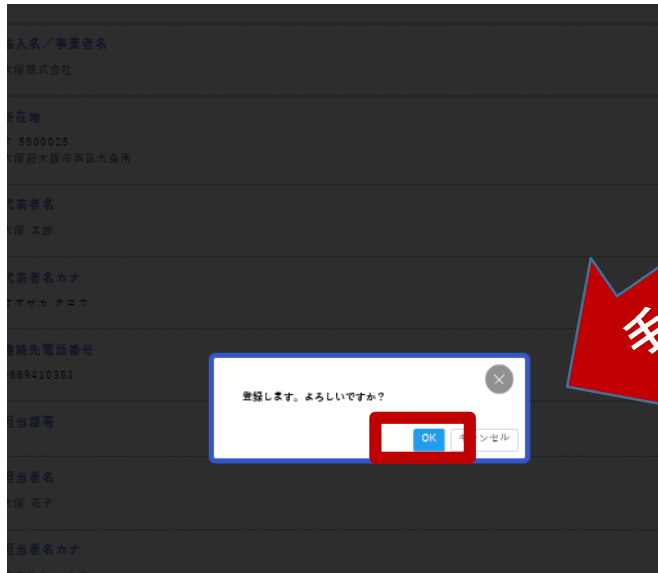 法人名／事業者名
大阪株式会社
所在地
〒 5500025
大阪府大阪市西区九条南
代表者名
大阪 太郎
代表者名カナ
オオサカ タロウ
連絡先電話番号
0669410351
担当部署
担当者名
大阪 花子
担当者名カナ
登録します。よろしいですか？
OK
キャンセル
手